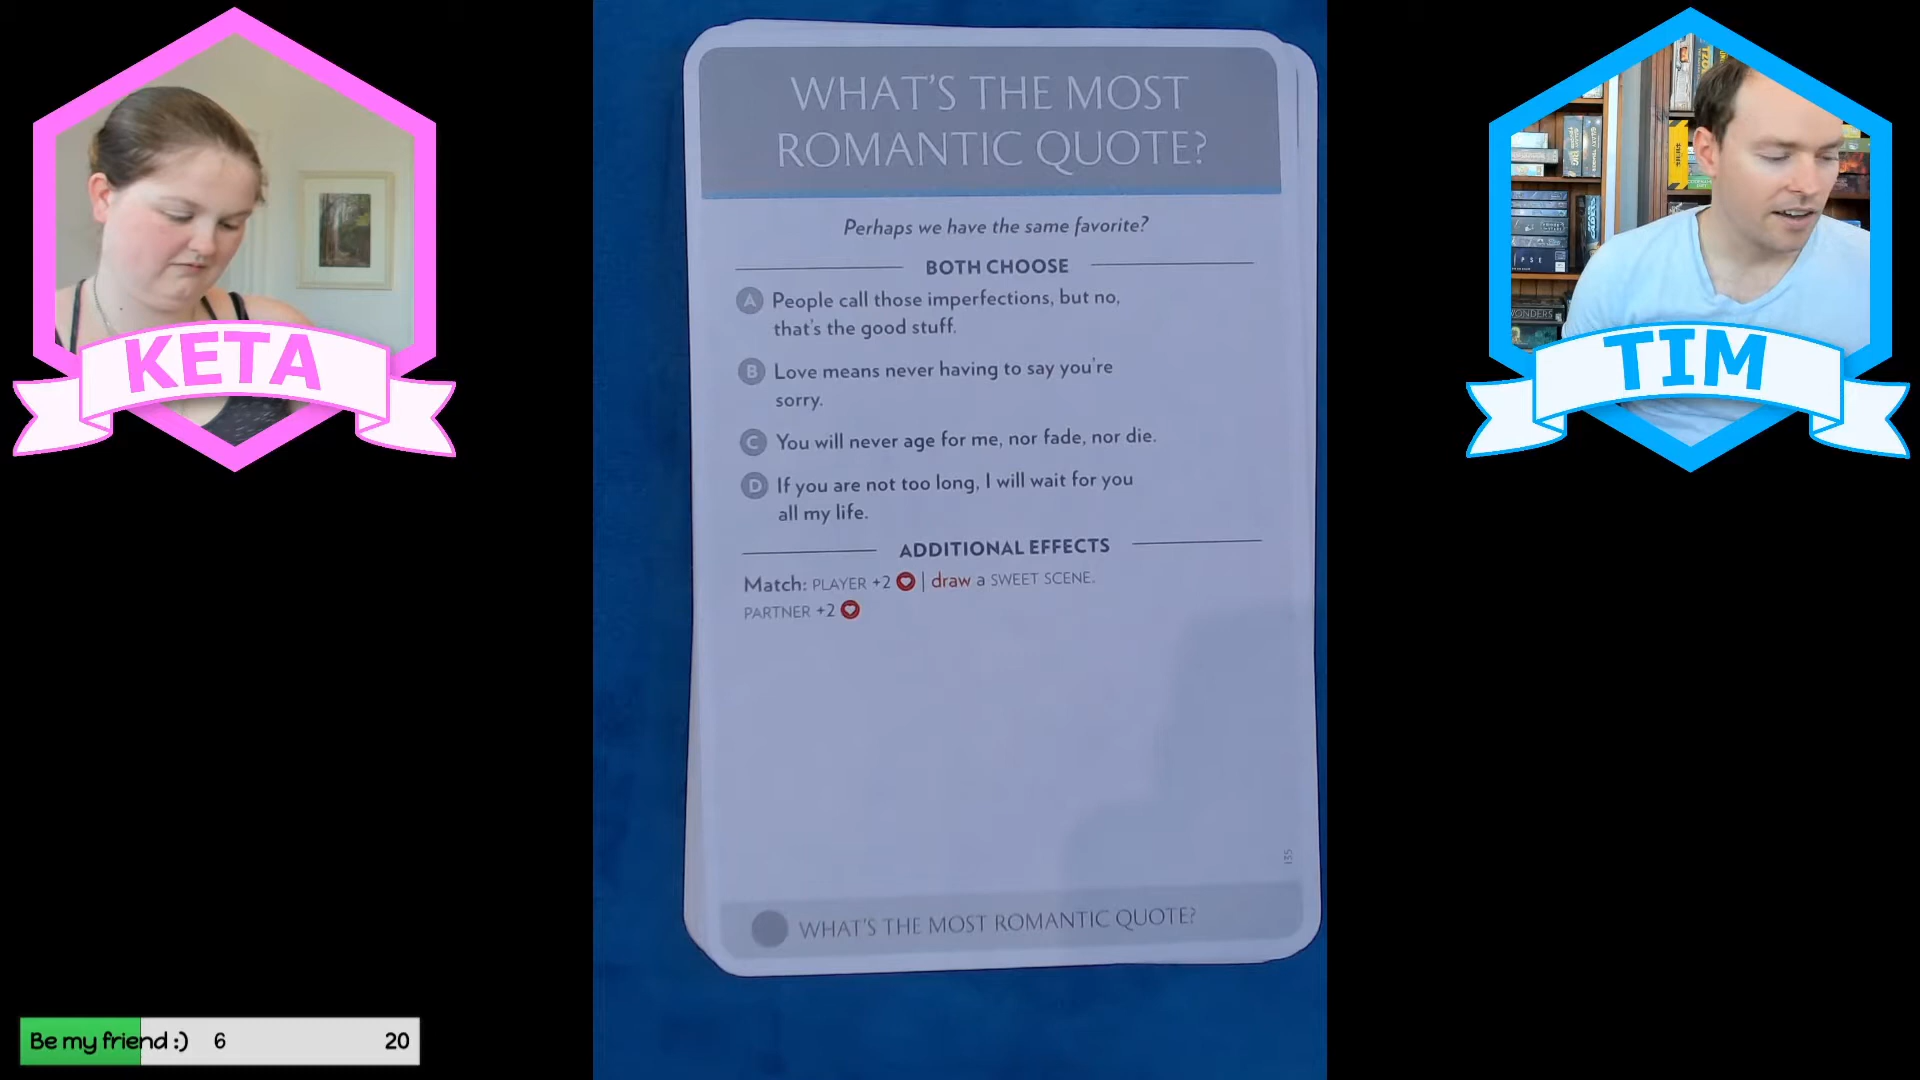 KETA
TIM
WHAT'S THE MOST
ROMANTIC QUOTE?
Perhaps we have the same favorite?
BOTH CHOOSE
A People call those imperfections, but no,
that's the good stuff.
B Love means never having to say you're
sorry.
C You will never age for me, nor fade, nor die.
D If you are not too long, I will wait for you
all my life.
ADDITIONAL EFFECTS
Match: PLAYER +2 | draw a SWEET SCENE.
PARTNER +2
135
WHAT'S THE MOST ROMANTIC QUOTE?
Be my friend :) 6 20